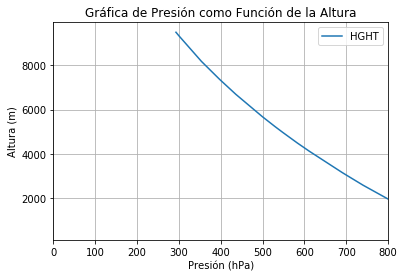 Gráfica de Presión como Función de la Altura
HGHT
8000
6000
4000
2000
Altura (m)
0 100 200 300 400 500 600 700 800
Presión (hPa)